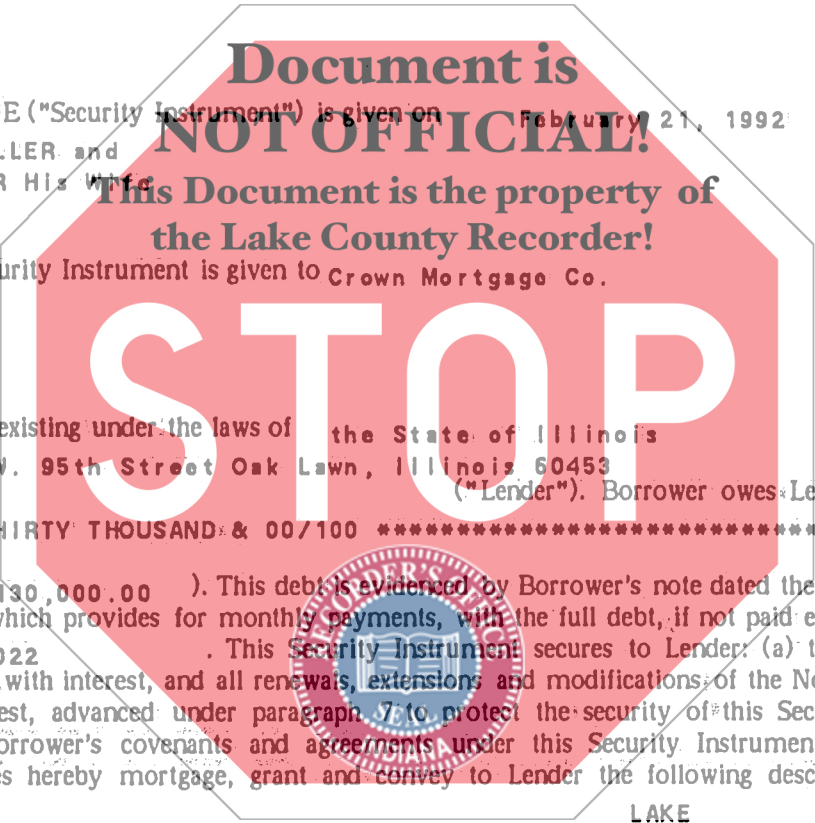 Document is
E ("Security Instrument") is given on February 21, 1992
NOT OFFICIAL!
LLER and
R His Wife
This Document is the property of
the Lake County Recorder!
urity Instrument is given to Crown Mortgage Co.
STOP
existing under the laws of the State of Illinois
W. 95th Street Oak Lawn, Illinois 60453
("Lender"). Borrower owes Le
HIRTY THOUSAND & 00/100 ************************************
130,000.00 ). This debt is evidenced by Borrower's note dated the
which provides for monthly payments, with the full debt, if not paid e
022 . This Security Instrument secures to Lender: (a) t
with interest, and all renewals, extensions and modifications of the No
est, advanced under paragraph 7 to protect the security of this Sec
orrower's covenants and agreements under this Security Instrumen
es hereby mortgage, grant and convey to Lender the following desc
RECORDER'S OFFICE
SEAL
INDIANA
LAKE